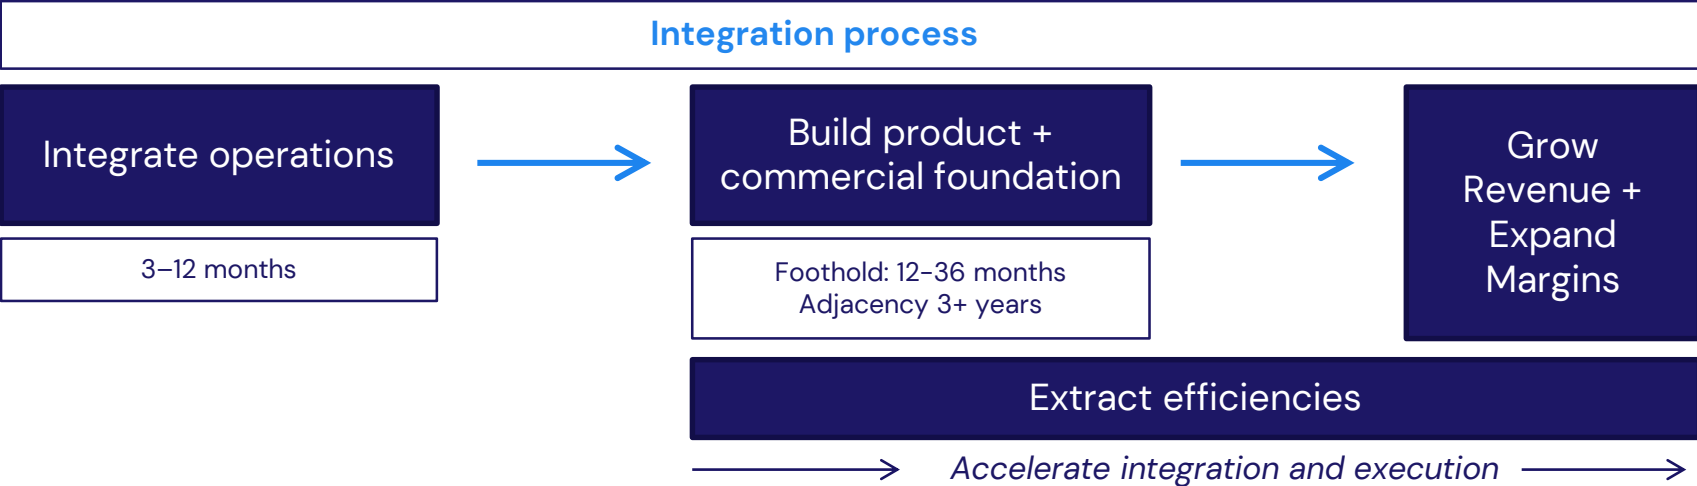 Integration process
Integrate operations
3–12 months
Build product +
commercial foundation
Foothold: 12-36 months
Adjacency 3+ years
Grow
Revenue +
Expand
Margins
Extract efficiencies
Accelerate integration and execution